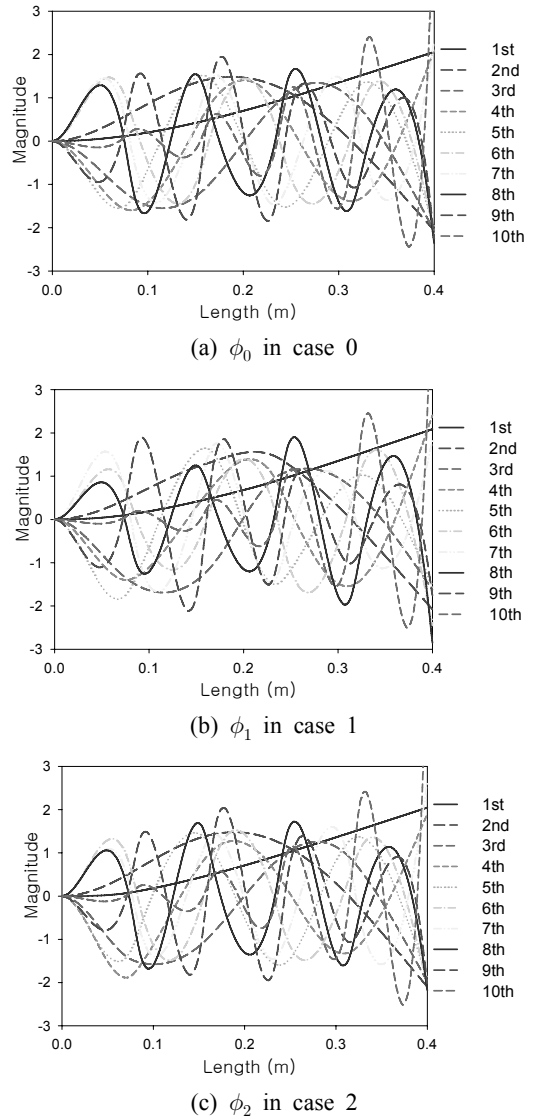 3
2
1
0
-1
-2
-3
Magnitude
0.0 0.1 0.2 0.3 0.4
Length (m)
1st
2nd
3rd
4th
5th
6th
7th
8th
9th
10th
(a) ϕ₀ in case 0
3
2
1
0
-1
-2
-3
Magnitude
0.0 0.1 0.2 0.3 0.4
Length (m)
1st
2nd
3rd
4th
5th
6th
7th
8th
9th
10th
(b) ϕ₁ in case 1
3
2
1
0
-1
-2
-3
Magnitude
0.0 0.1 0.2 0.3 0.4
Length (m)
1st
2nd
3rd
4th
5th
6th
7th
8th
9th
10th
(c) ϕ₂ in case 2